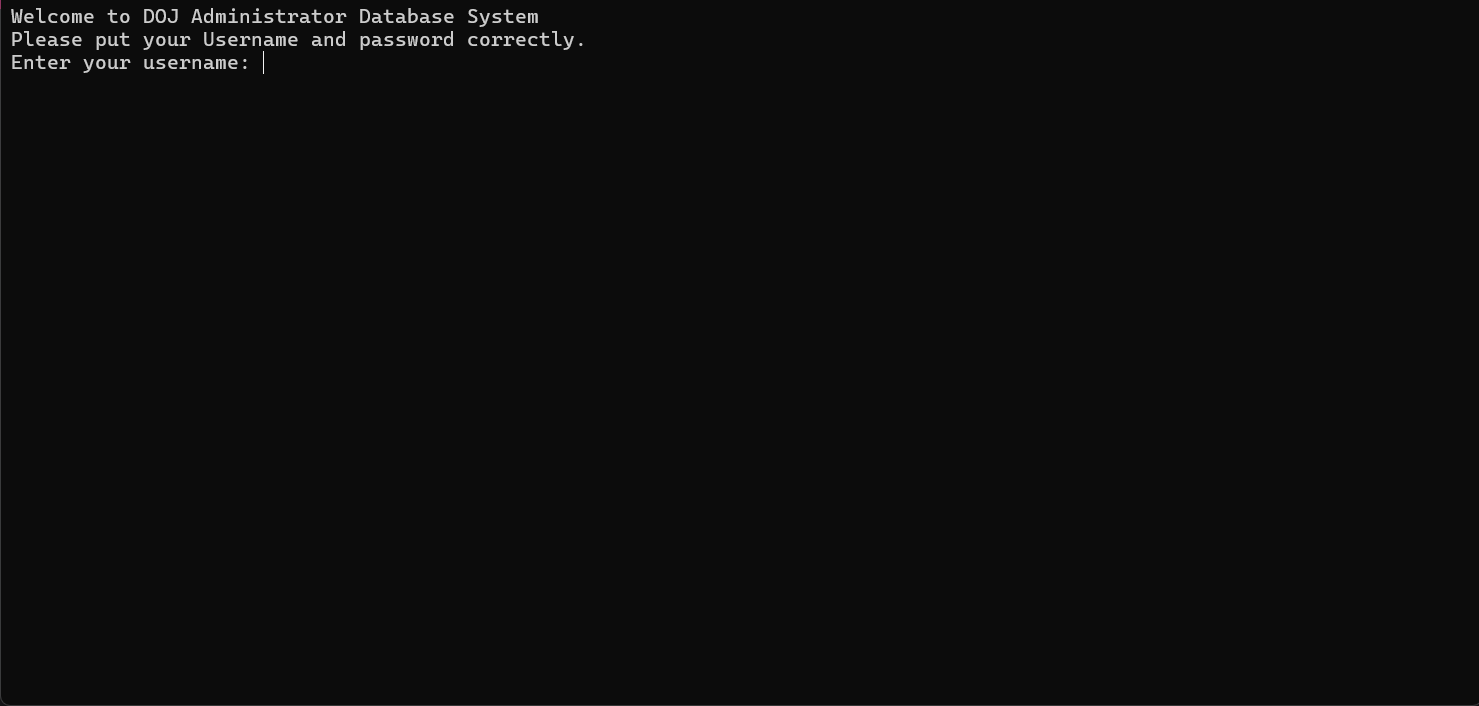 Welcome to DOJ Administrator Database System
Please put your Username and password correctly.
Enter your username: